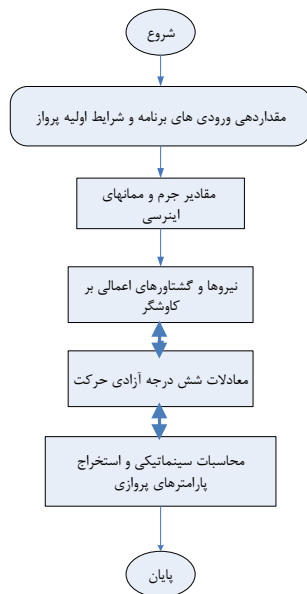 شروع
مقداردهی ورودی های برنامه و شرایط اولیه پرواز
مقادیر جرم و ممانهای
اینرسی
نیروها و گشتاورهای اعمالی بر
کاوشگر
معادلات شش درجه آزادی حرکت
محاسبات سینماتیکی و استخراج
پارامترهای پروازی
پایان